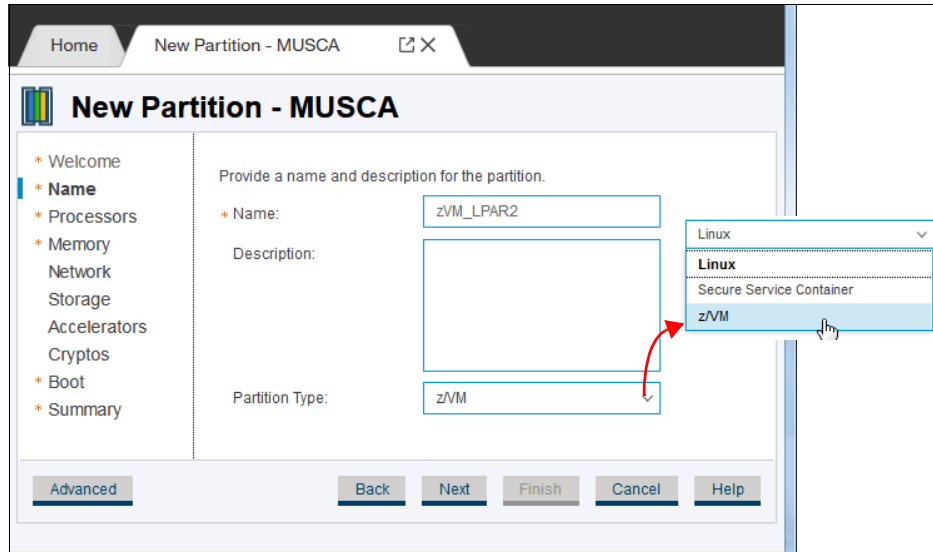 Home
New Partition - MUSCA
New Partition - MUSCA
* Welcome
* Name
* Processors
* Memory
Network
Storage
Accelerators
Cryptos
* Boot
* Summary
Provide a name and description for the partition.
* Name:
zVM_LPAR2
Description:
Partition Type:
z/VM
Linux
Linux
Secure Service Container
z/VM
Advanced
Back
Next
Finish
Cancel
Help